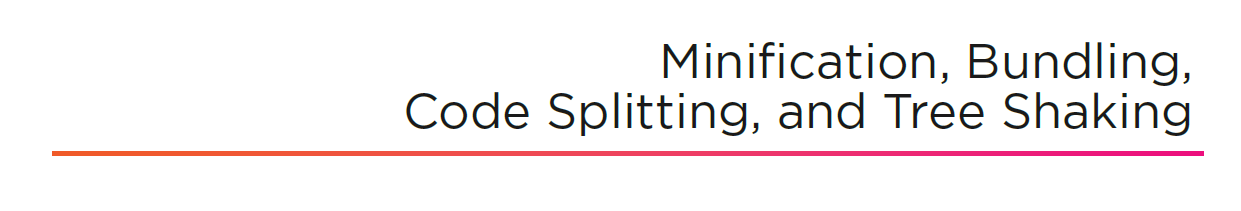 Minification, Bundling,
Code Splitting, and Tree Shaking